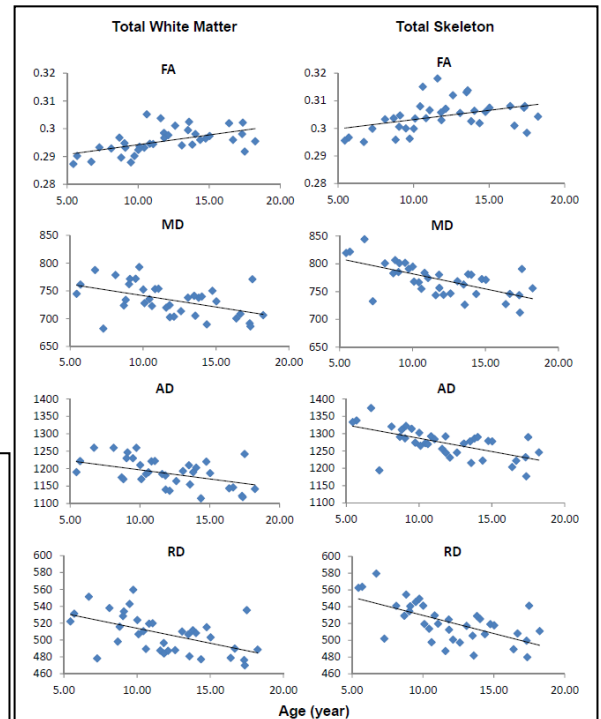 Total White Matter Total Skeleton
FA FA
0.32 0.32
0.31 0.31
0.3 0.3
0.29 0.29
0.28 0.28
5.00 10.00 15.00 20.00 5.00 10.00 15.00 20.00
MD MD
850 850
800 800
750 750
700 700
650 650
5.00 10.00 15.00 20.00 5.00 10.00 15.00 20.00
AD AD
1400 1400
1350 1350
1300 1300
1250 1250
1200 1200
1150 1150
1100 1100
5.00 10.00 15.00 20.00 5.00 10.00 15.00 20.00
RD RD
600 600
580 580
560 560
540 540
520 520
500 500
480 480
460 460
5.00 10.00 15.00 20.00 5.00 10.00 15.00 20.00
Age (year)